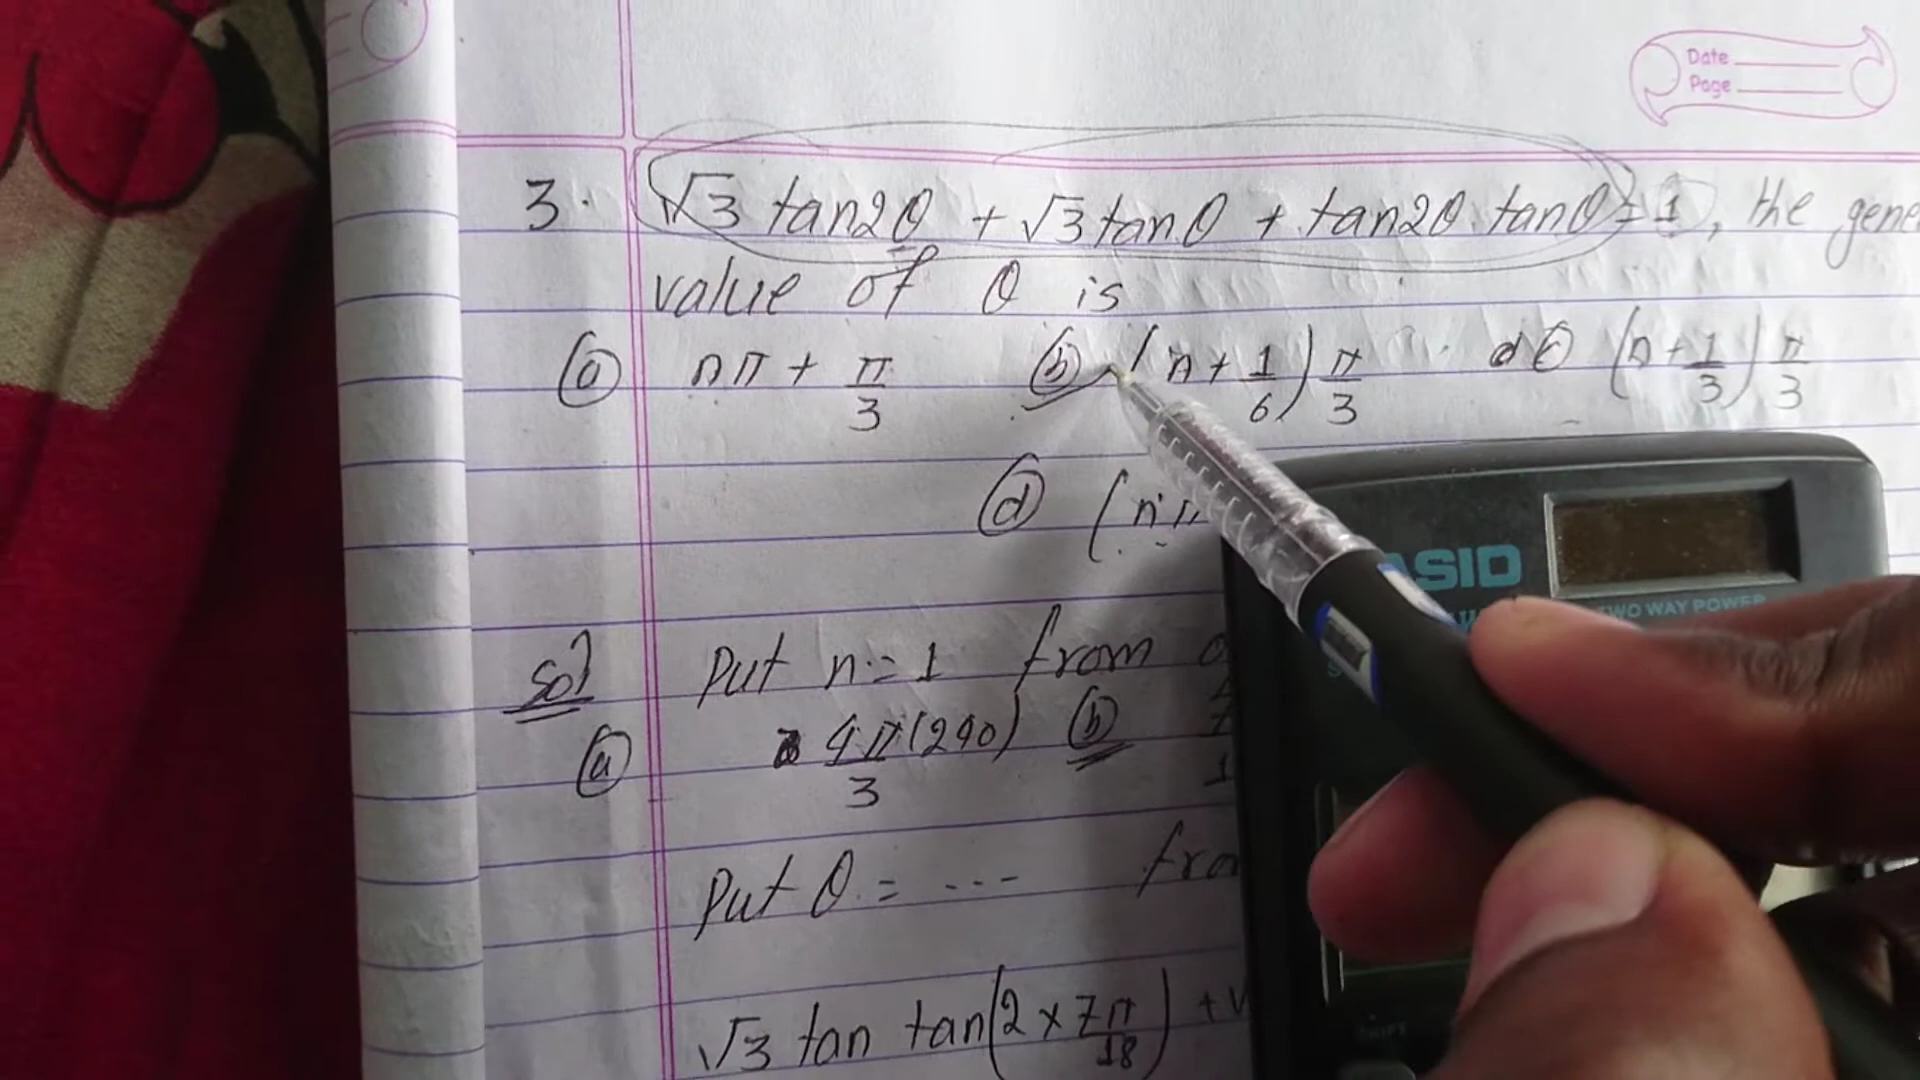 Date
Page
3. √3 tan2θ + √3 tanθ + tan2θ. tanθ = 1, the gene
value of θ is
(a) nπ + π/3 (b) (n + 1/6) π/3 (c) (n + 1/3) π/3
(d) (nπ
ASIO
TWO WAY POWER
Sol
Put n = 1 from
(a) 4π/3 (240) (b)
Put θ = --- from
√3 tan tan(2 × 7π/18) +